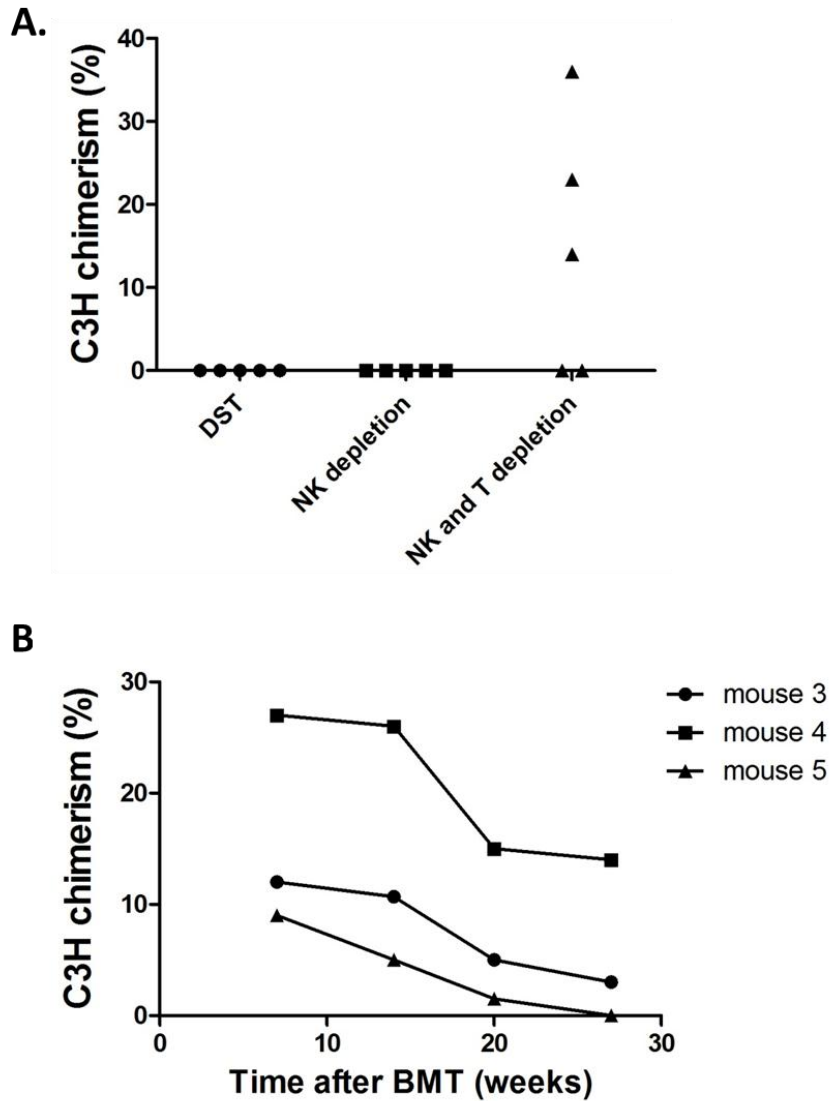 A.
C3H chimerism (%)
40
30
20
10
0
DST
NK depletion
NK and T depletion
B
C3H chimerism (%)
30
20
10
0
0 10 20 30
Time after BMT (weeks)
mouse 3
mouse 4
mouse 5